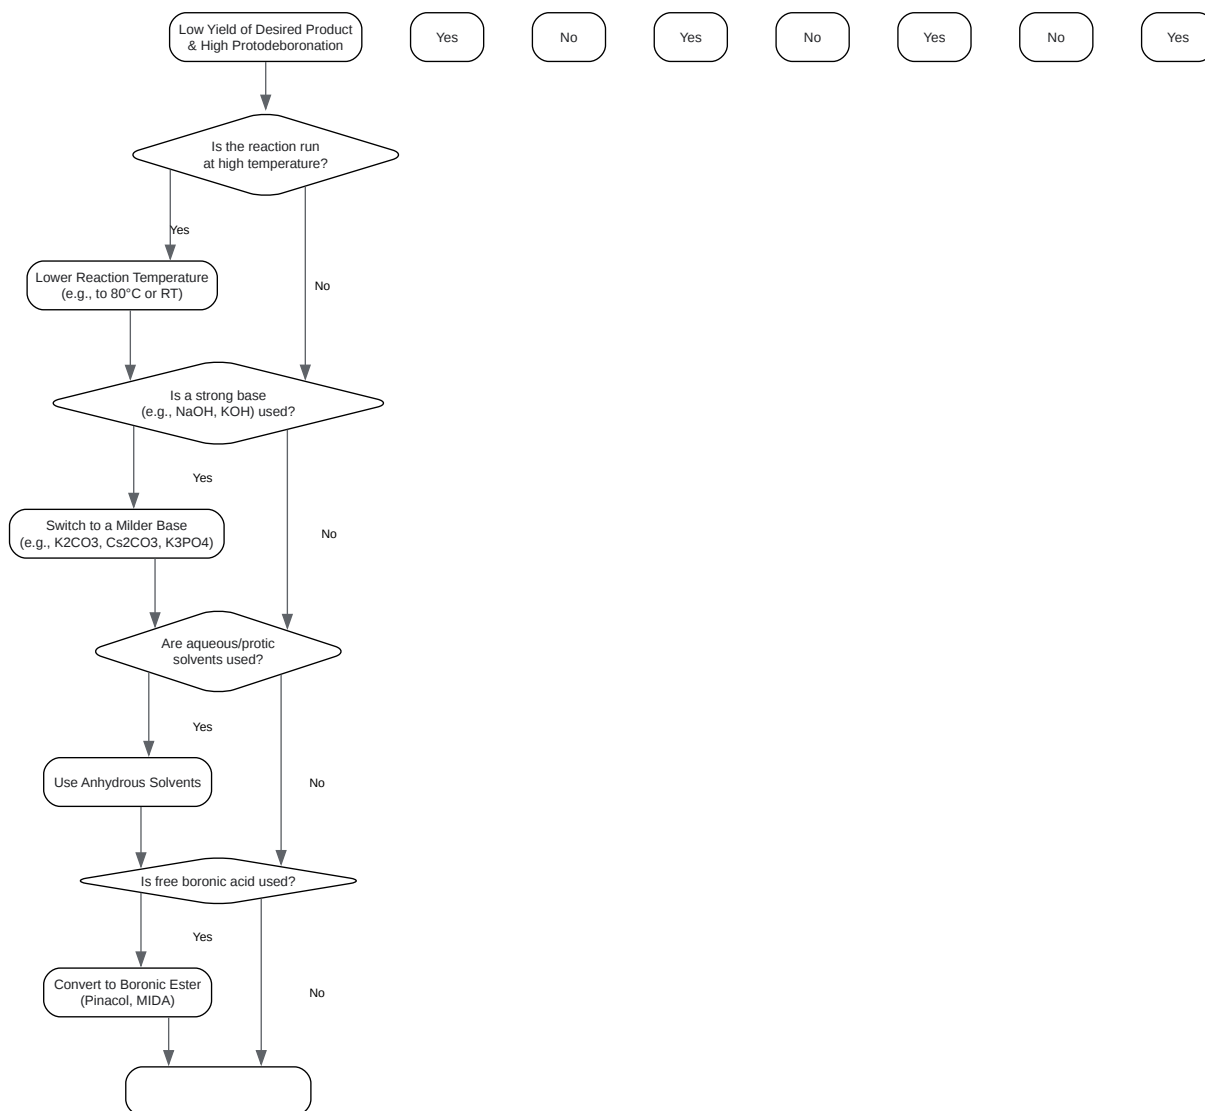 Low Yield of Desired Product
& High Protodeboronation
Yes
No
Yes
No
Yes
No
Yes
Is the reaction run
at high temperature?
Yes
Lower Reaction Temperature
(e.g., to 80°C or RT)
No
Is a strong base
(e.g., NaOH, KOH) used?
Yes
Switch to a Milder Base
(e.g., K2CO3, Cs2CO3, K3PO4)
No
Are aqueous/protic
solvents used?
Yes
Use Anhydrous Solvents
No
Is free boronic acid used?
Yes
Convert to Boronic Ester
(Pinacol, MIDA)
No